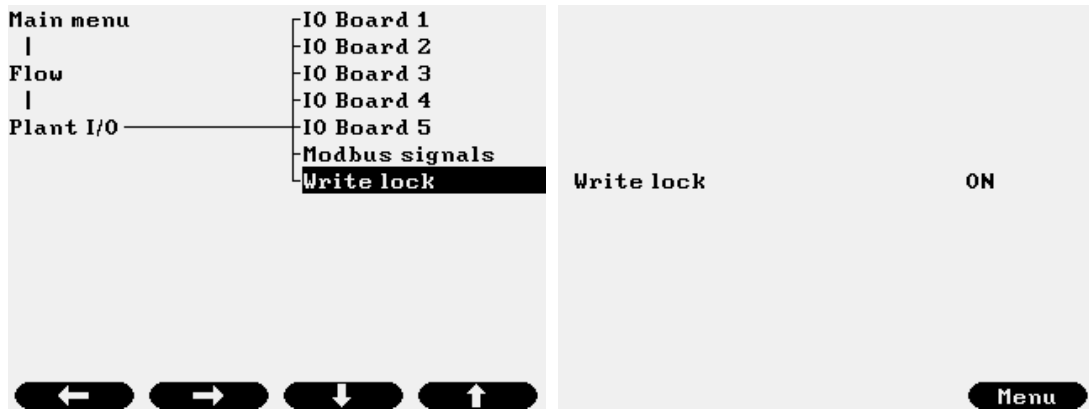 Main menu
Flow
Plant I/O
IO Board 1
IO Board 2
IO Board 3
IO Board 4
IO Board 5
Modbus signals
Write lock
Write lock ON
Menu